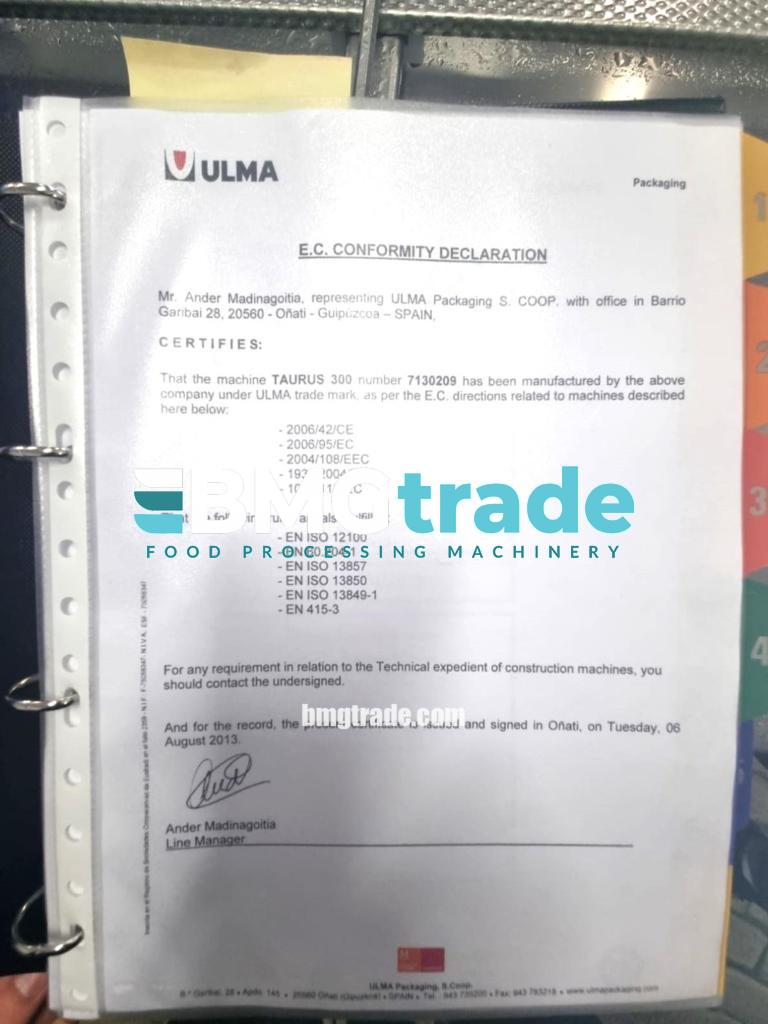 ULMA
Packaging
E.C. CONFORMITY DECLARATION
Mr. Ander Madinagoitia, representing ULMA Packaging S. COOP. with office in Barrio
Garibai 28, 20560 - Oñati - Guipúzcoa – SPAIN,
CERTIFIES:
That the machine TAURUS 300 number 7130209 has been manufactured by the above
company under ULMA trade mark, as per the E.C. directions related to machines described
here below:
- 2006/42/CE
- 2006/95/EC
- 2004/108/EEC
BMGtrade
FOOD PROCESSING MACHINERY
- EN ISO 12100
- EN ISO 13857
- EN ISO 13850
- EN ISO 13849-1
- EN 415-3
For any requirement in relation to the Technical expedient of construction machines, you
should contact the undersigned.
bmgtrade.com
And for the record, the and signed in Oñati, on Tuesday, 06
August 2013.
Ander Madinagoitia
Line Manager
ULMA Packaging, S.Coop.
1
2
3
4